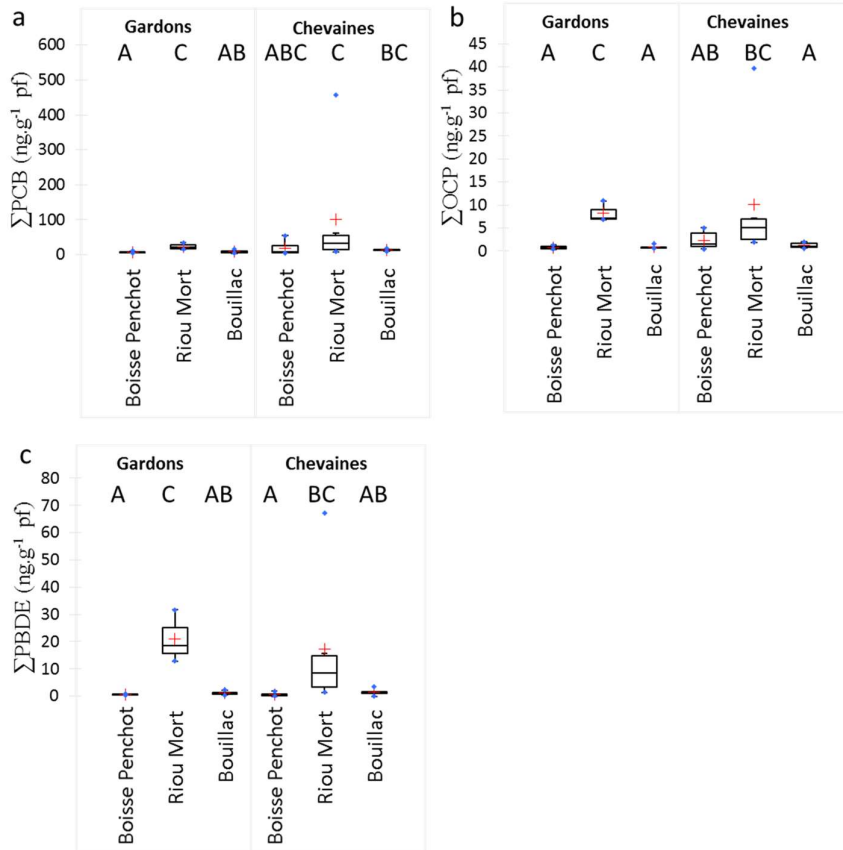 a
Gardons Chevaines
A C AB ABC C BC
600
500
400
300
200
100
0
∑PCB (ng.g⁻¹ pf)
Boisse Penchot
Riou Mort
Bouillac
Boisse Penchot
Riou Mort
Bouillac
b
Gardons Chevaines
A C A AB BC A
45
40
35
30
25
20
15
10
5
0
∑OCP (ng.g⁻¹ pf)
Boisse Penchot
Riou Mort
Bouillac
Boisse Penchot
Riou Mort
Bouillac
c
Gardons Chevaines
A C AB A BC AB
80
70
60
50
40
30
20
10
0
∑PBDE (ng.g⁻¹ pf)
Boisse Penchot
Riou Mort
Bouillac
Boisse Penchot
Riou Mort
Bouillac